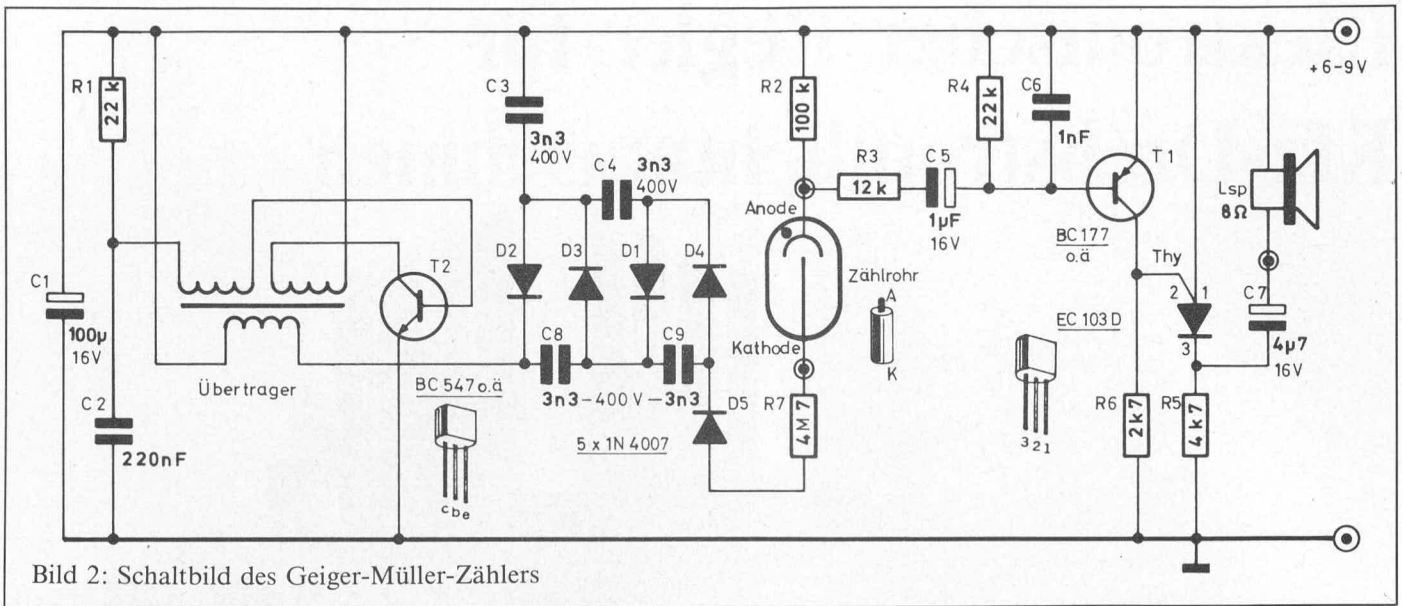 R1
22 k
C1
100µ
16V
C2
220nF
Übertrager
T2
BC 547 o.ä
c b e
C3
3n3
400V
C4
3n3
400V
D2
D3
D1
D4
C8
C9
3n3-400 V-3n3
D5
5 x 1N 4007
R2
100 k
Anode
Kathode
Zählrohr
A
K
R7
4M7
R3
12k
C5
1µF
16V
R4
22k
C6
1nF
T1
BC 177
o.ä
Thy
2
1
3
EC 103 D
3 2 1
R6
2k7
R5
4k7
Lsp
8Ω
C7
4µ7
16V
+6-9V
Bild 2: Schaltbild des Geiger-Müller-Zählers